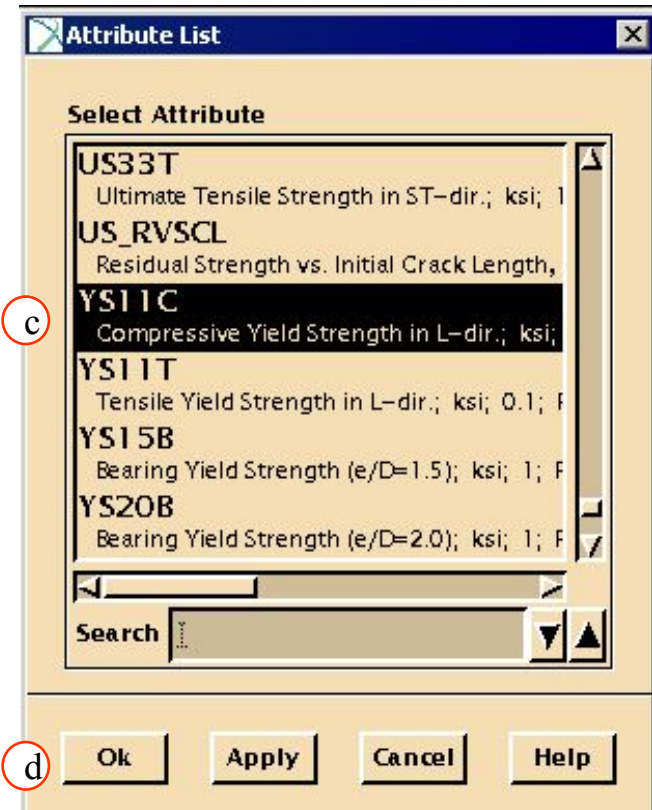 Attribute List
Select Attribute
US33T
Ultimate Tensile Strength in ST-dir.; ksi; 1
US_RVSCL
Residual Strength vs. Initial Crack Length,
c
YS11C
Compressive Yield Strength in L-dir.; ksi;
YS11T
Tensile Yield Strength in L-dir.; ksi; 0.1;
YS15B
Bearing Yield Strength (e/D=1.5); ksi; 1;
YS20B
Bearing Yield Strength (e/D=2.0); ksi; 1;
Search
d Ok Apply Cancel Help